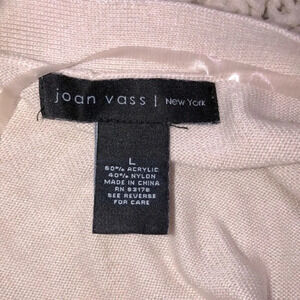 joan vass | New York
L
60% ACRYLIC
40% NYLON
MADE IN CHINA
RN 93178
SEE REVERSE
FOR CARE